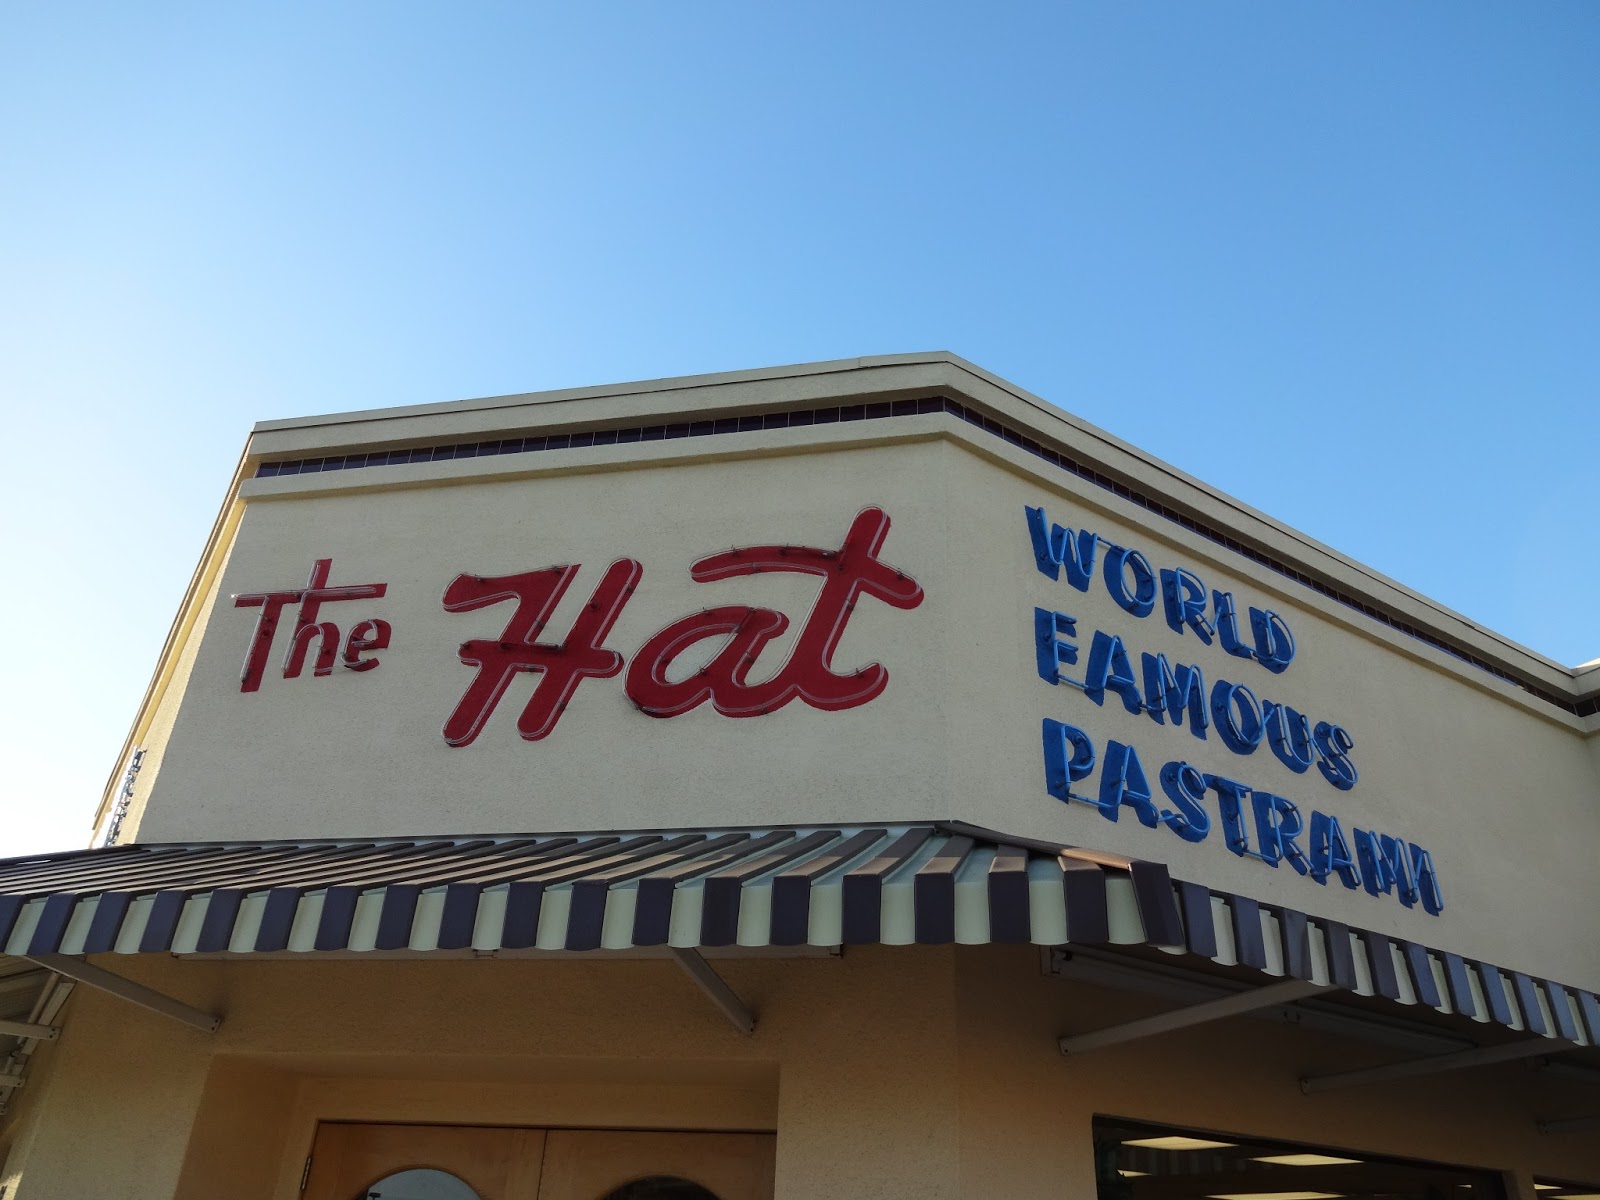 The Hat
WORLD
FAMOUS
PASTRAMI